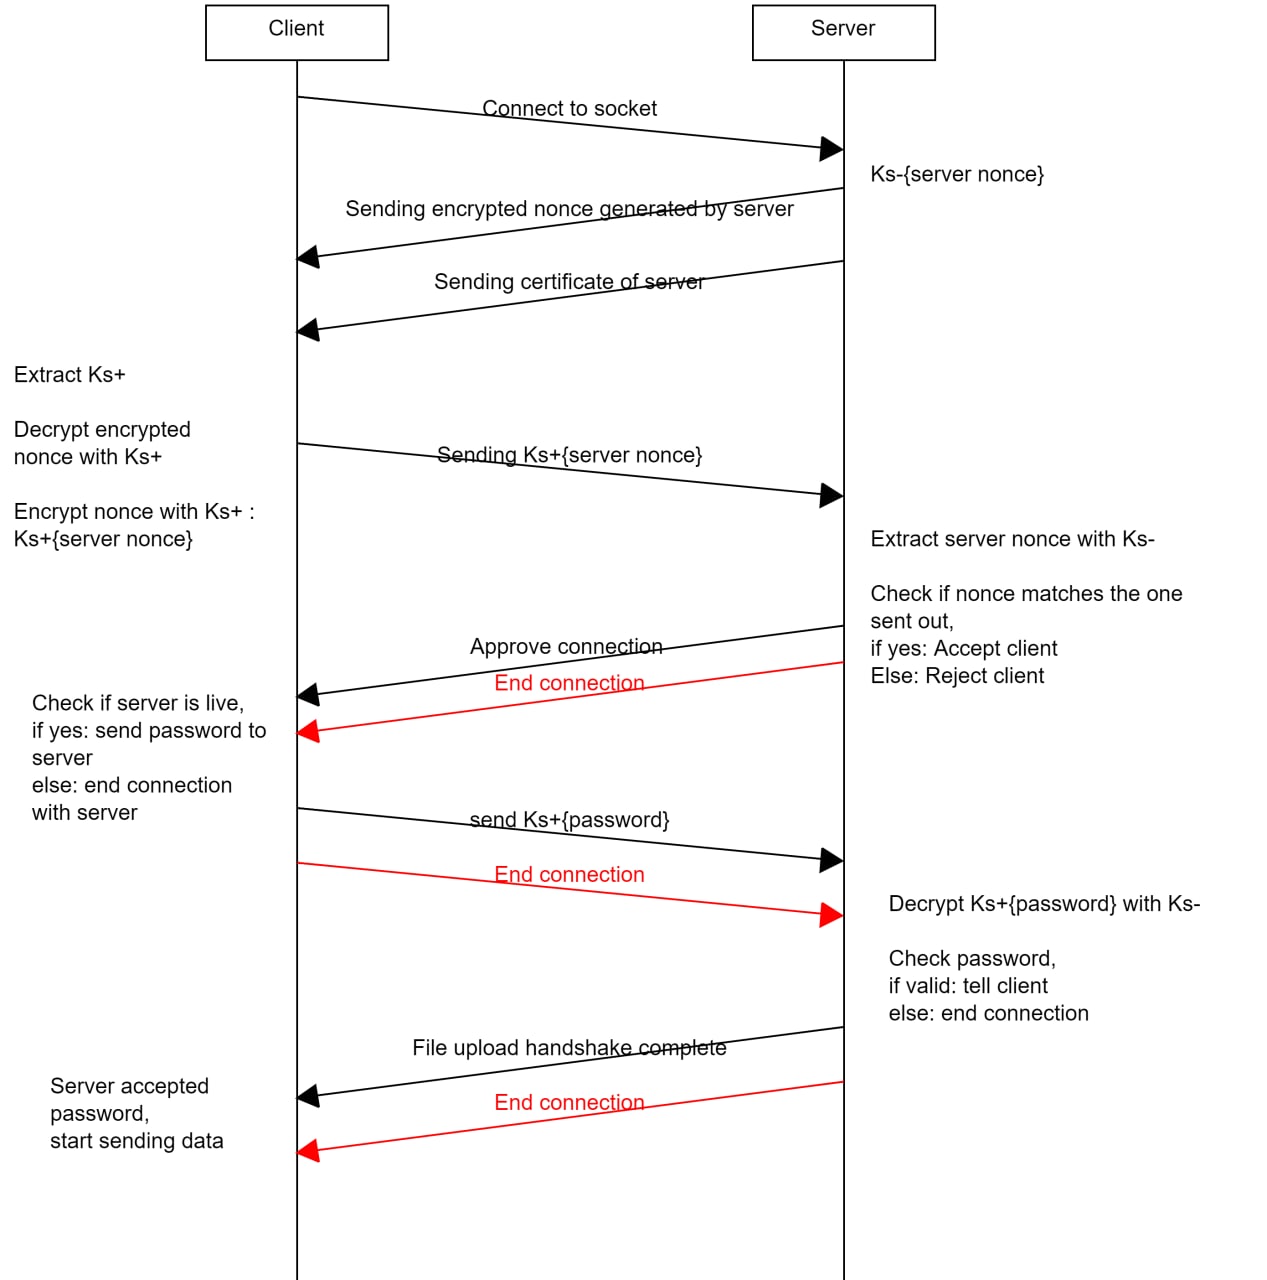 Client
Server
Connect to socket
Ks-{server nonce}
Sending encrypted nonce generated by server
Sending certificate of server
Extract Ks+
Decrypt encrypted
nonce with Ks+
Encrypt nonce with Ks+ :
Ks+{server nonce}
Sending Ks+{server nonce}
Extract server nonce with Ks-
Check if nonce matches the one
sent out,
if yes: Accept client
Else: Reject client
Approve connection
End connection
Check if server is live,
if yes: send password to
server
else: end connection
with server
send Ks+{password}
End connection
Decrypt Ks+{password} with Ks-
Check password,
if valid: tell client
else: end connection
File upload handshake complete
End connection
Server accepted
password,
start sending data